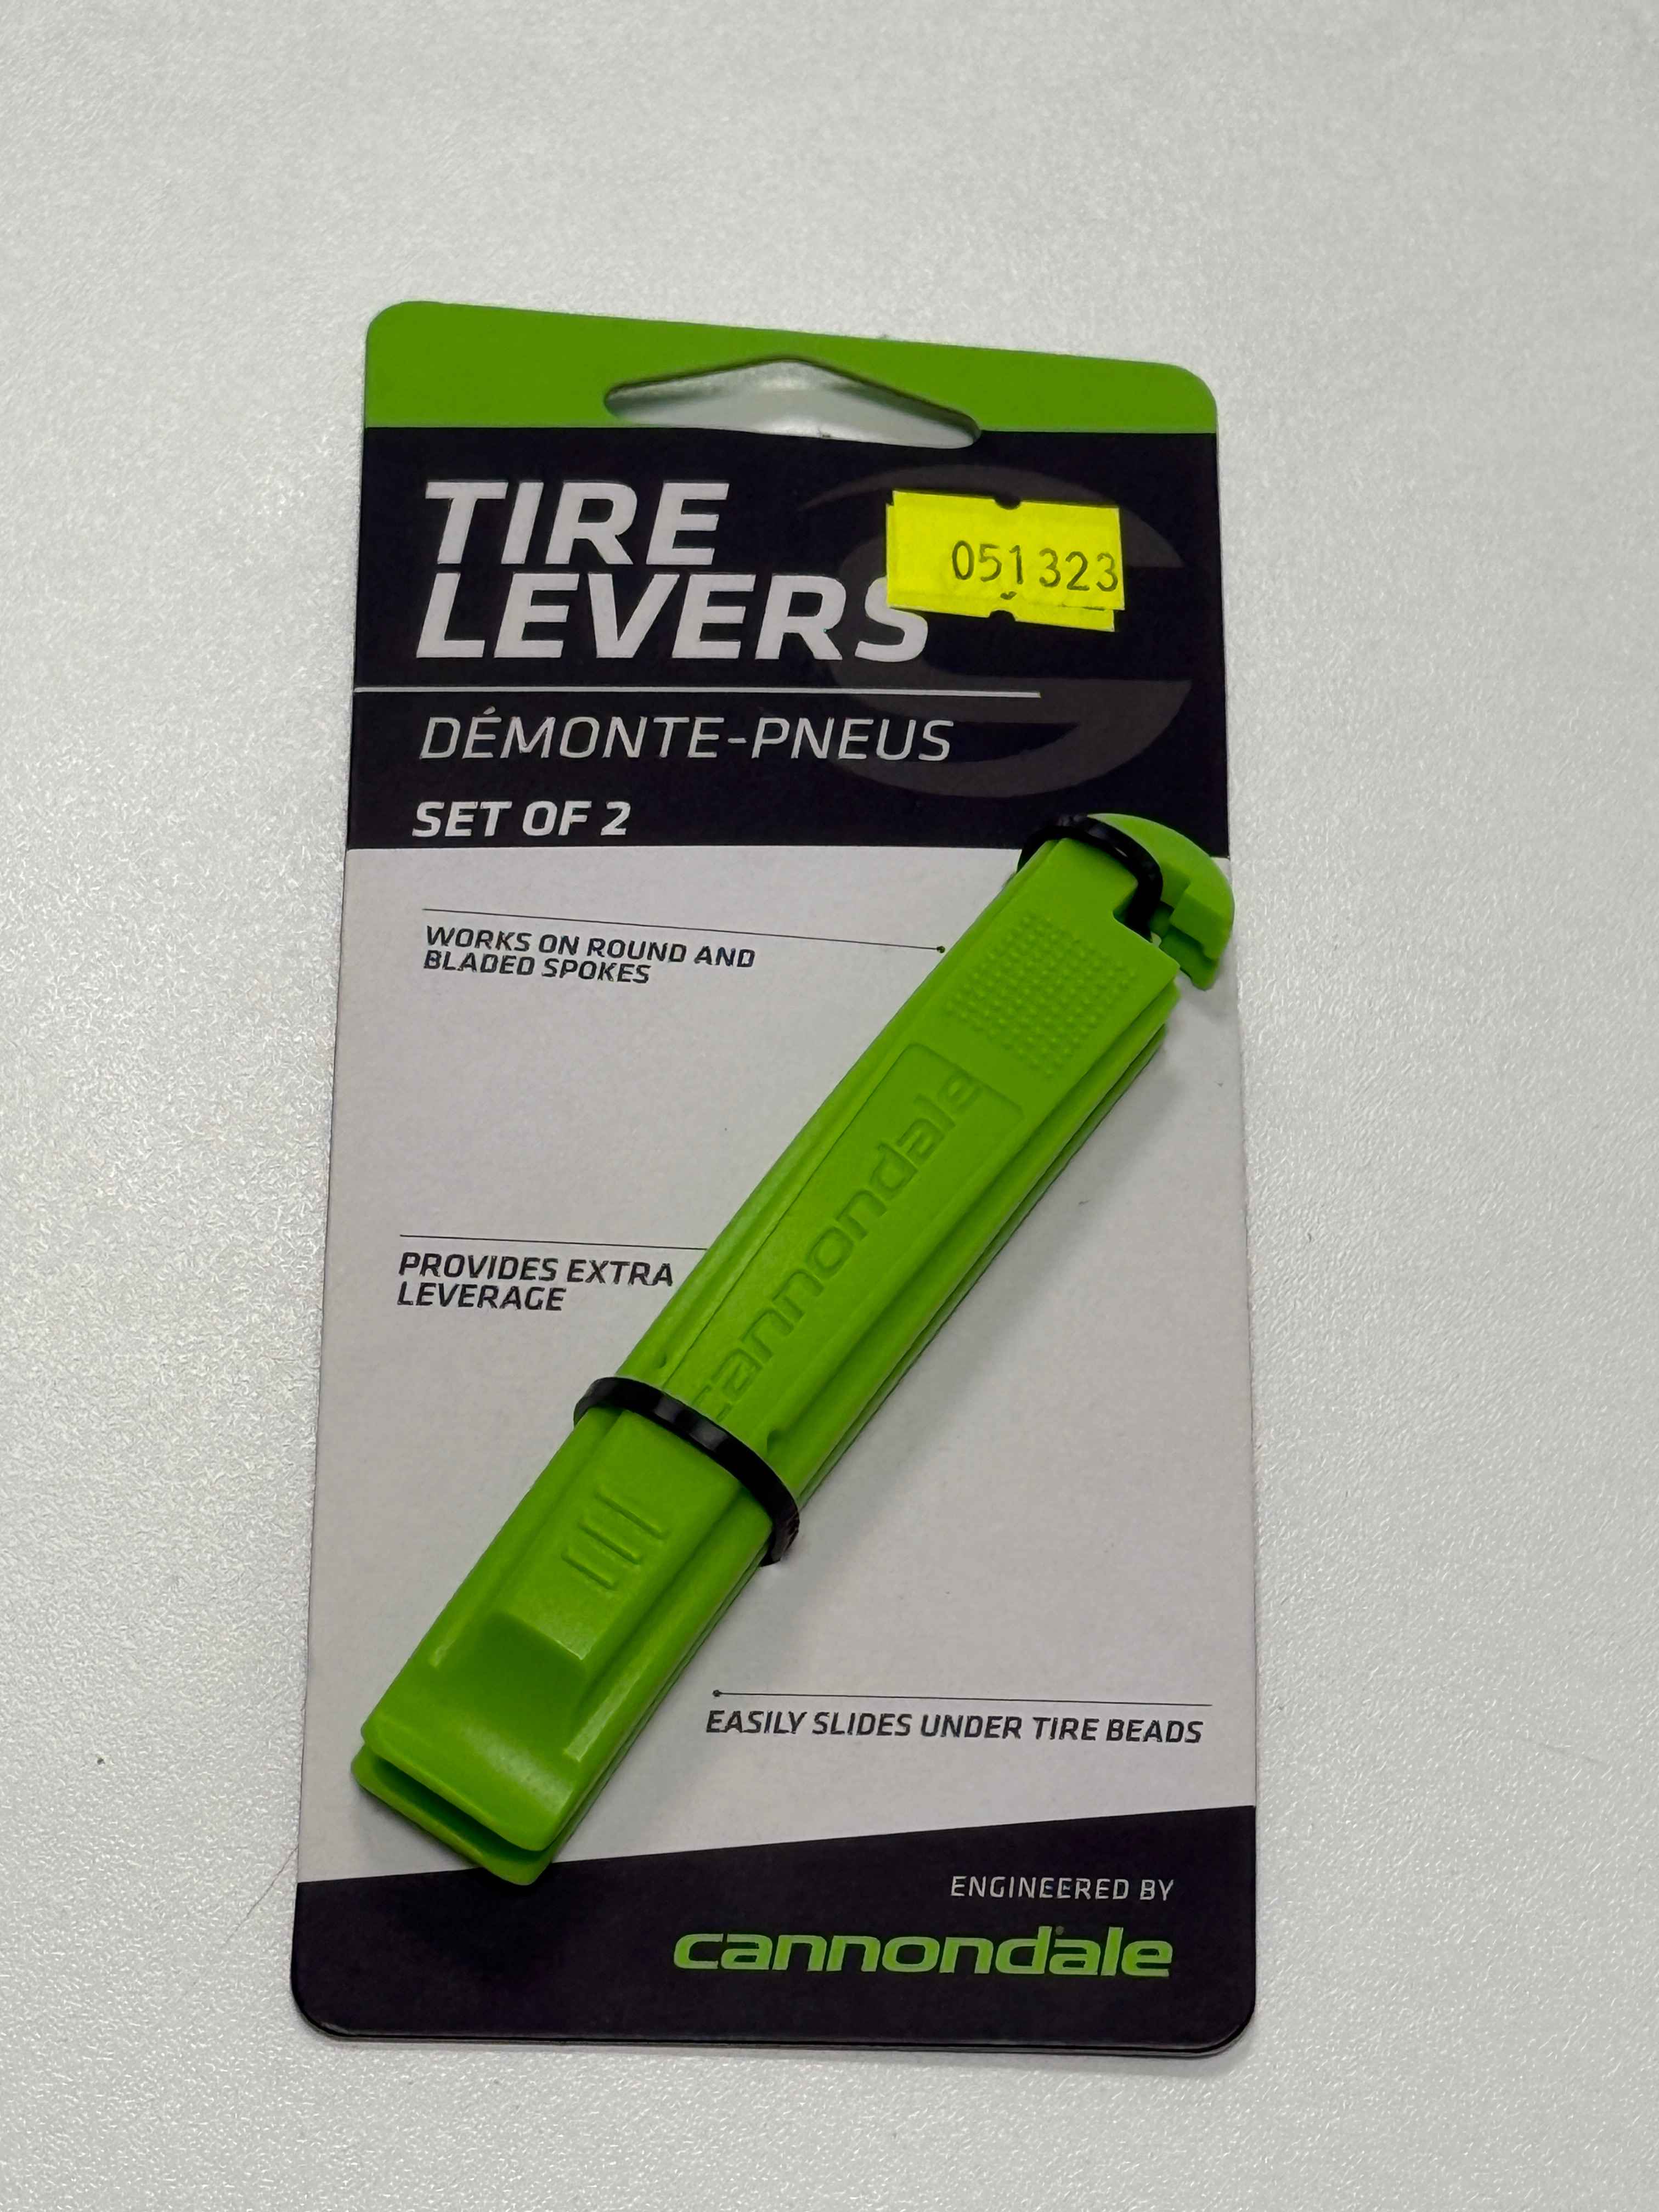 TIRE
LEVERS
051323
DÉMONTE-PNEUS
SET OF 2
WORKS ON ROUND AND
BLADED SPOKES
cannondale
PROVIDES EXTRA
LEVERAGE
EASILY SLIDES UNDER TIRE BEADS
ENGINEERED BY
cannondale